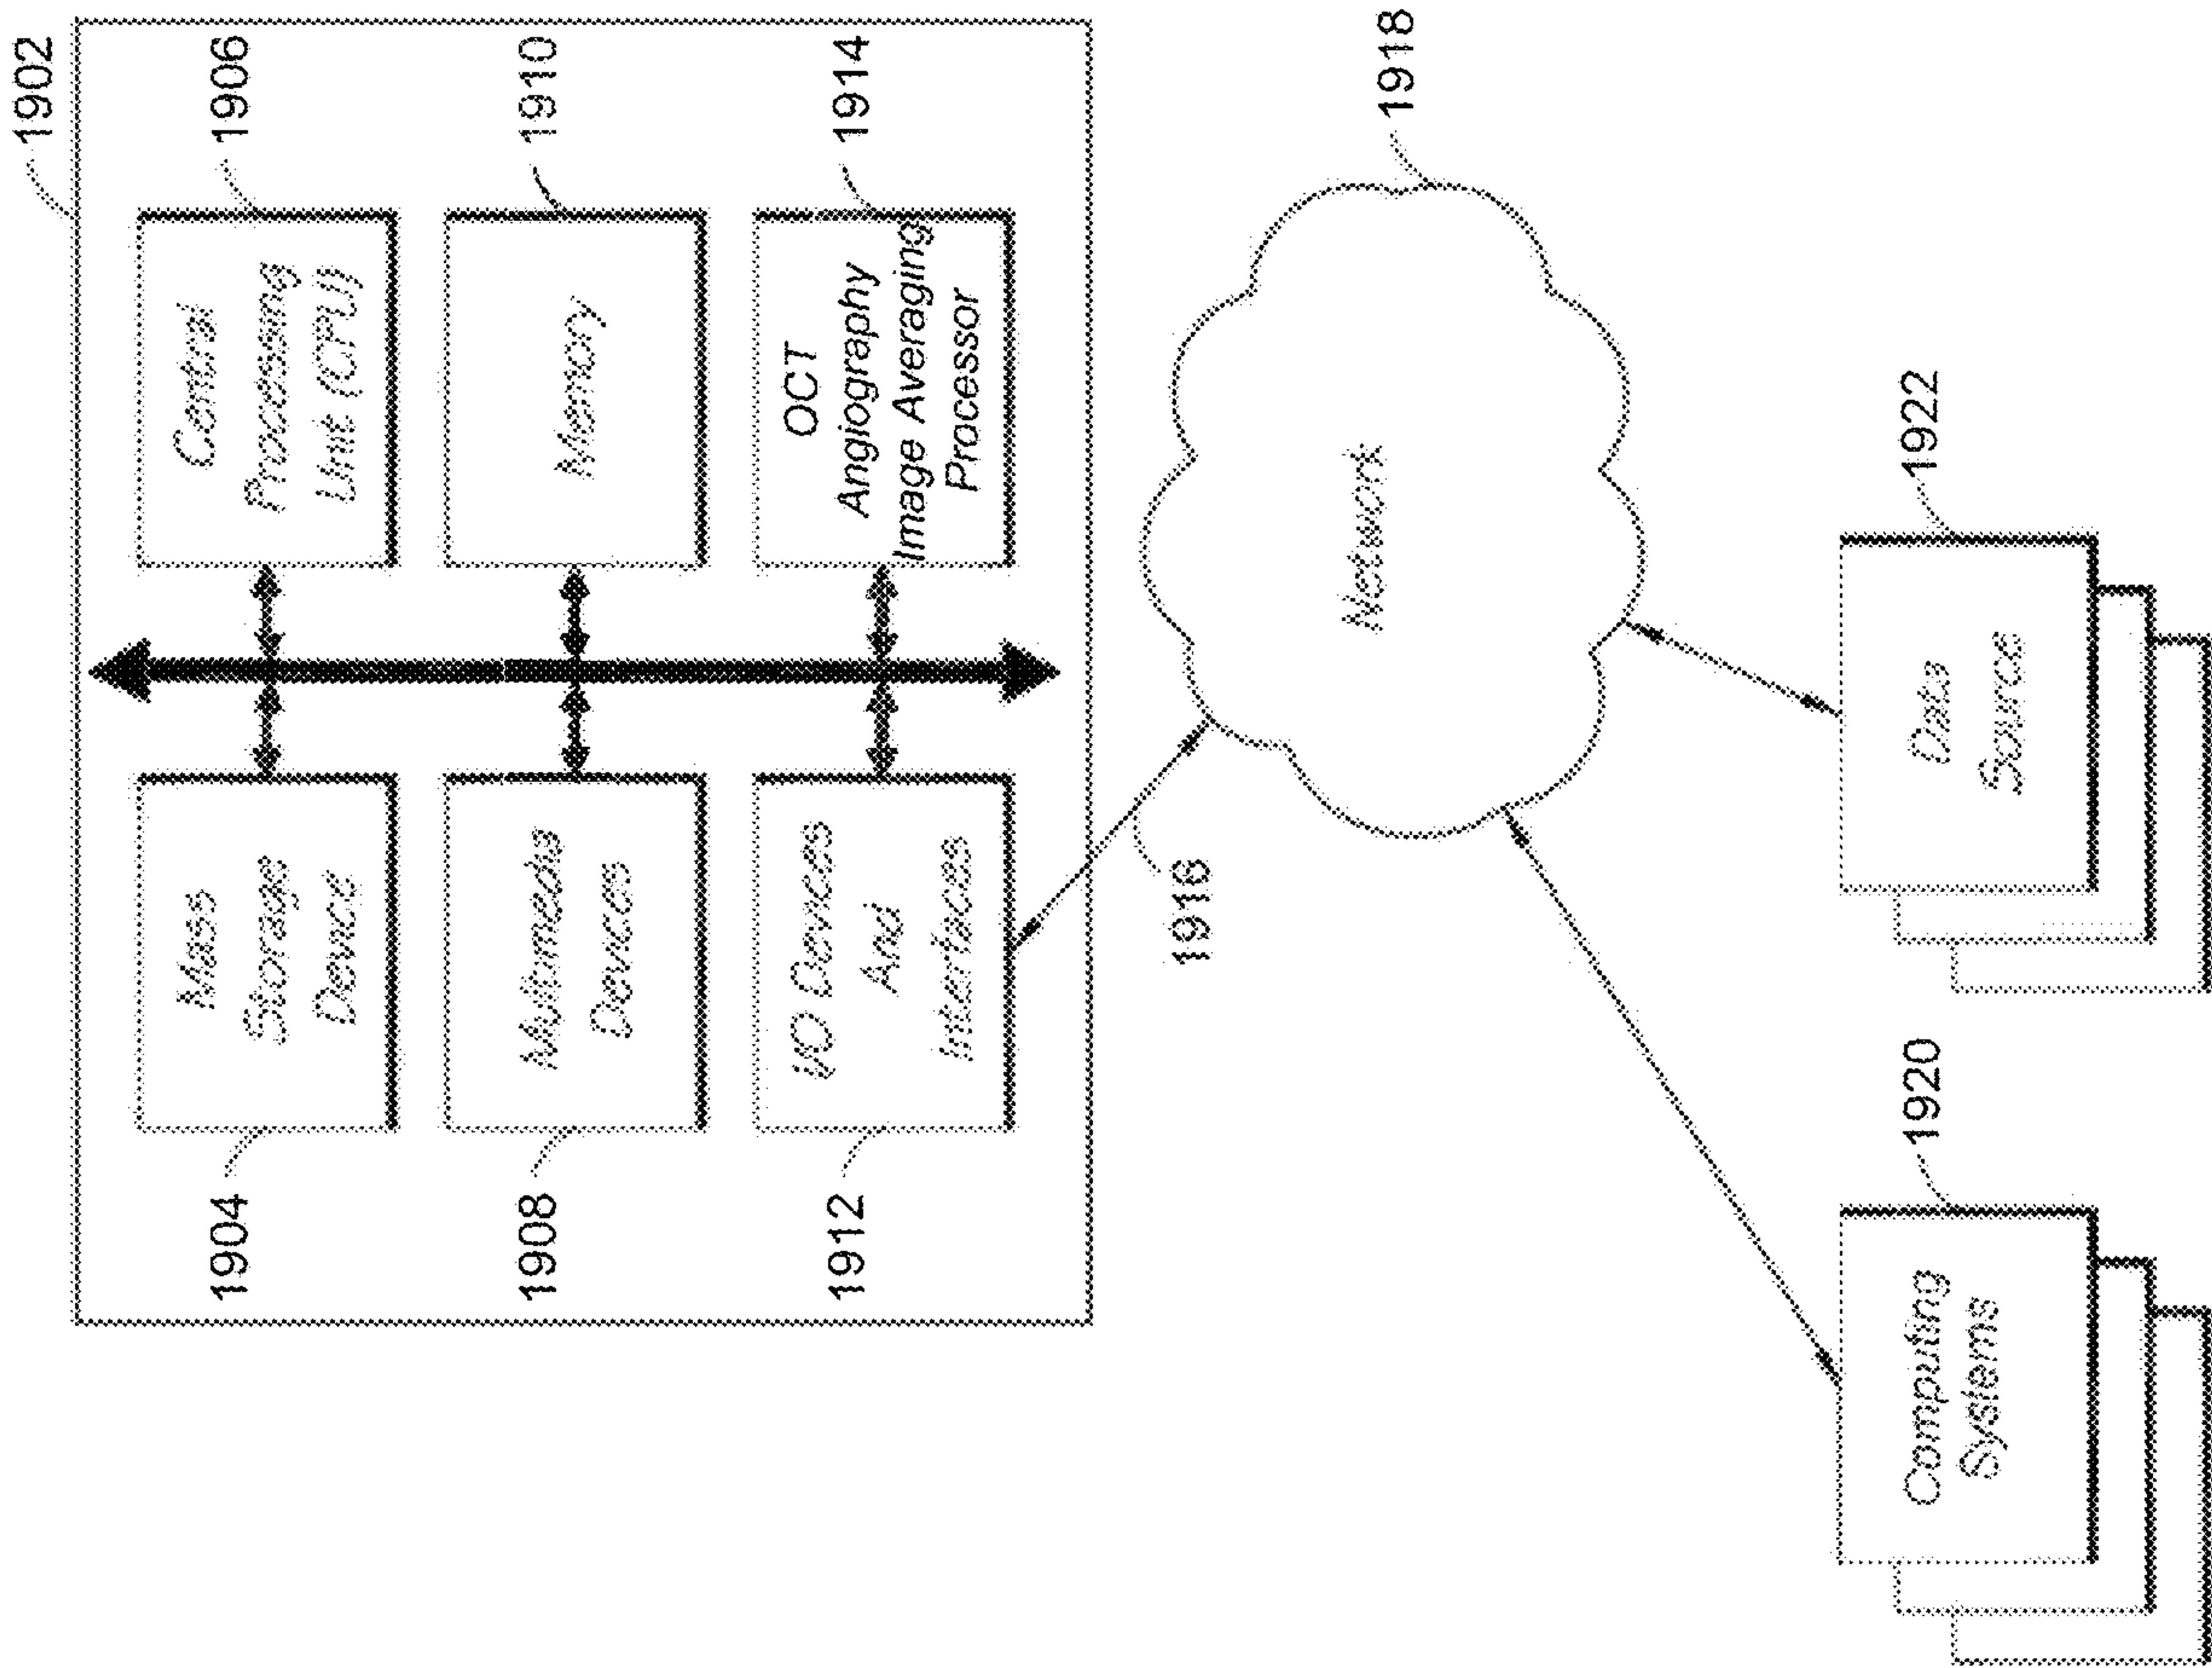 1902
1904
Mass
Storage
Device
Central
Processing
Unit (CPU)
1906
1908
Multimedia
Devices
Memory
1910
1912
I/O Devices
And
Interfaces
OCT
Angiography
Image Averaging
Processor
1914
1916
Network
1918
1920
Computing
Systems
1922
Data
Source